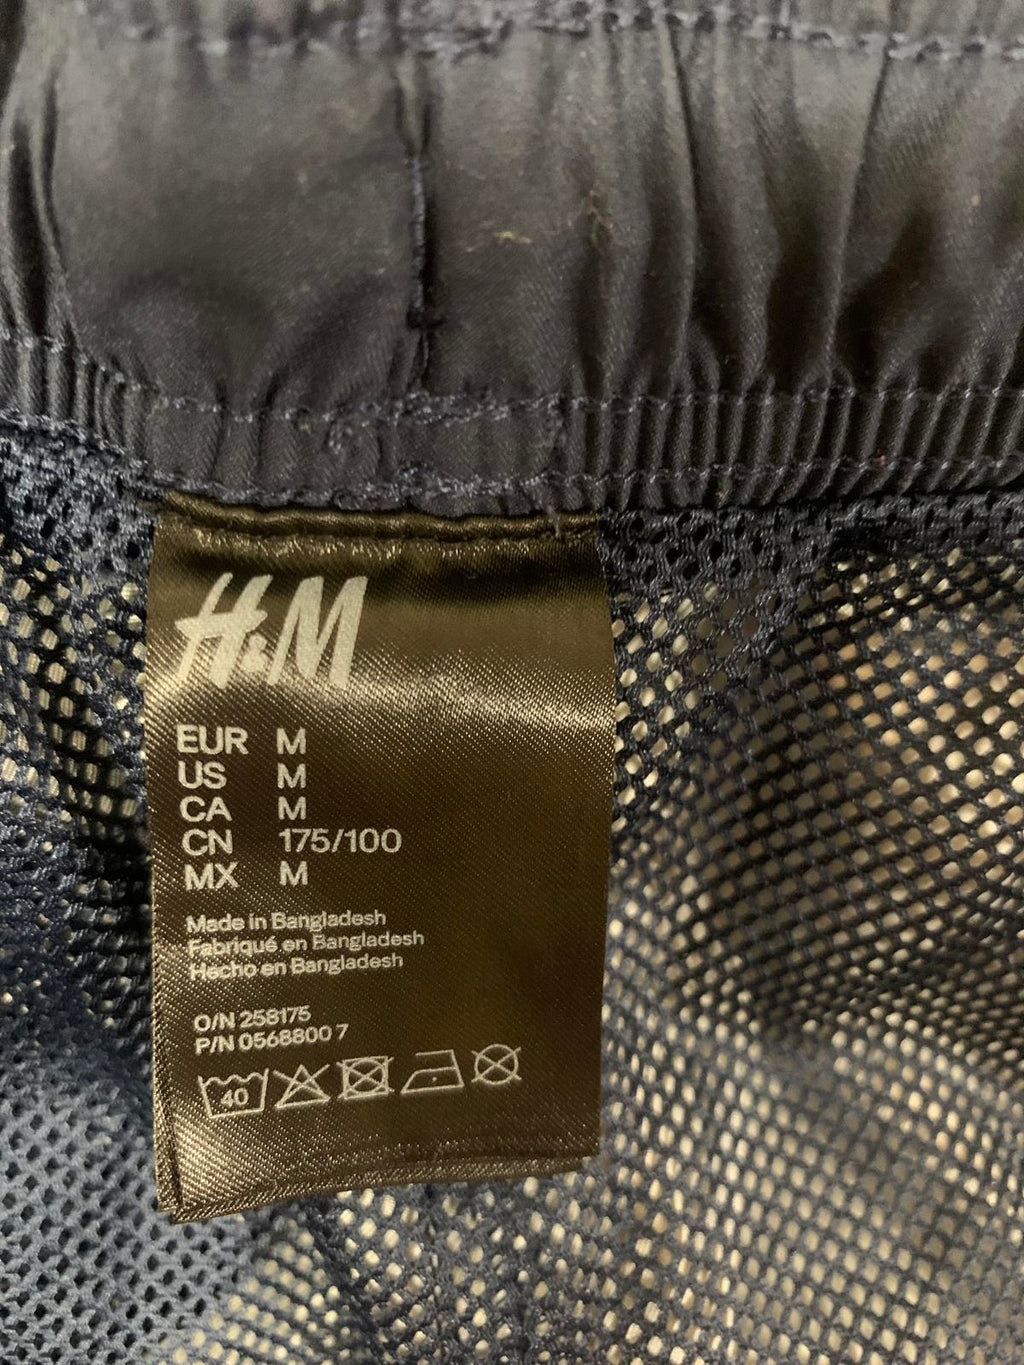 H&M
EUR M
US M
CA M
CN 175/100
MX M
Made in Bangladesh
Fabriqué en Bangladesh
Hecho en Bangladesh
O/N 258175
P/N 0568800 7
40